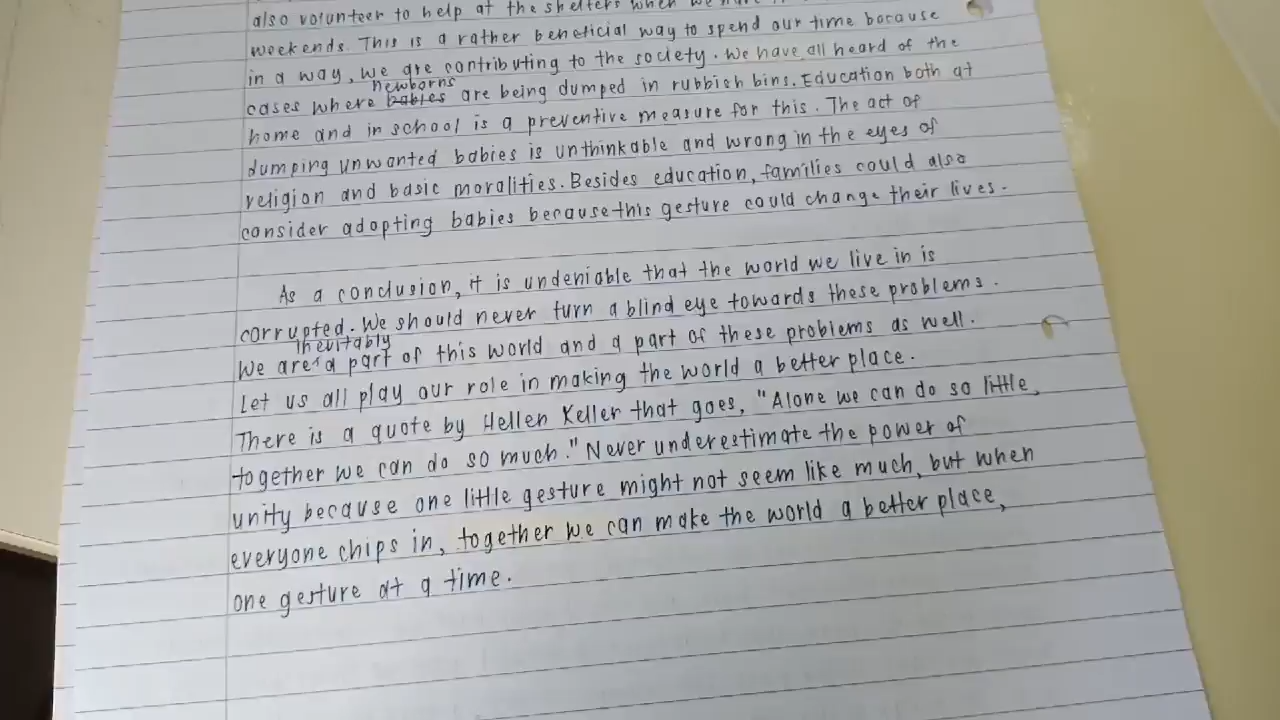 also volunteer to help at the shelters when we have
weekends. This is a rather beneficial way to spend our time because
in a way, we are contributing to the society. We have all heard of the
newborns
cases where babies are being dumped in rubbish bins. Education both at
home and in school is a preventive measure for this. The act of
dumping unwanted babies is unthinkable and wrong in the eyes of
religion and basic moralities. Besides education, families could also
consider adopting babies because this gesture could change their lives.
As a conclusion, it is undeniable that the world we live in is
corrupted. We should never turn a blind eye towards these problems.
inevitably
We are a part of this world and a part of these problems as well.
Let us all play our role in making the world a better place.
There is a quote by Hellen Keller that goes, "Alone we can do so little,
together we can do so much." Never underestimate the power of
unity because one little gesture might not seem like much, but when
everyone chips in, together we can make the world a better place,
one gesture at a time.